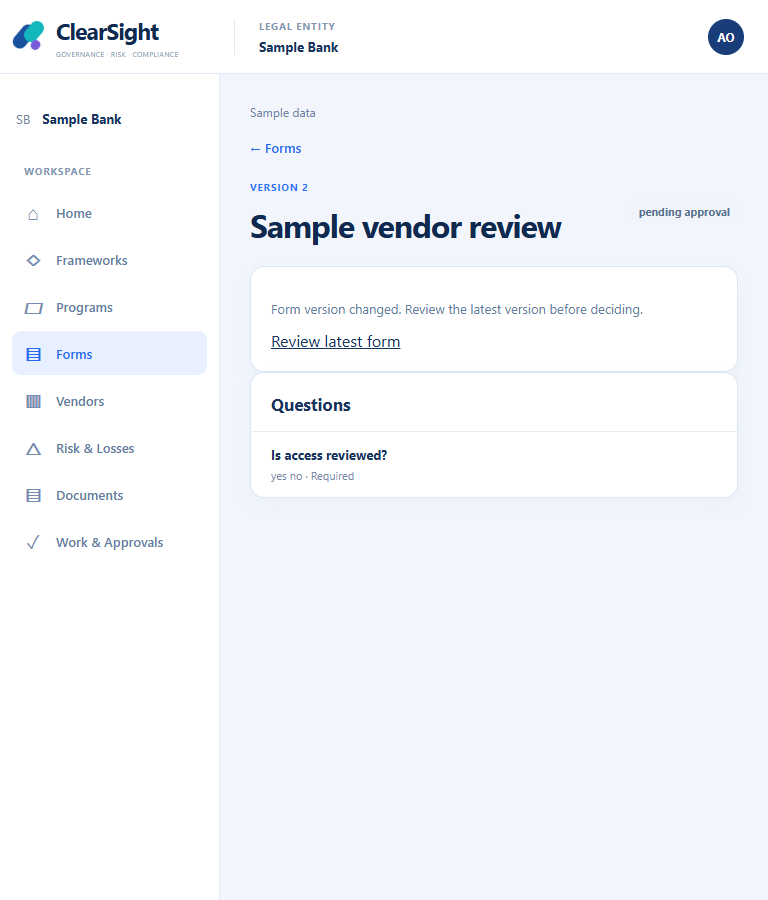 ClearSight
GOVERNANCE · RISK · COMPLIANCE
LEGAL ENTITY
Sample Bank
AO
SB Sample Bank
WORKSPACE
Home
Frameworks
Programs
Forms
Vendors
Risk & Losses
Documents
Work & Approvals
Sample data
← Forms
VERSION 2
Sample vendor review
pending approval
Form version changed. Review the latest version before deciding.
Review latest form
Questions
Is access reviewed?
yes no · Required